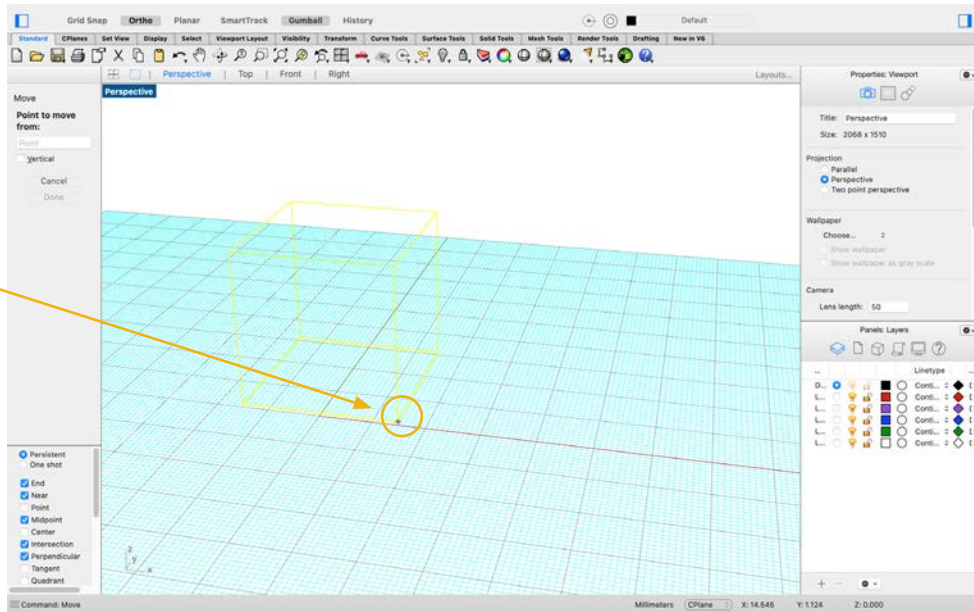 Grid Snap Ortho Planar SmartTrack Gumball History Default
Standard CPlanes Set View Display Select Viewport Layout Visibility Transform Curve Tools Surface Tools Solid Tools Mesh Tools Render Tools Drafting New in V6
Perspective | Top | Front | Right Layouts...
Properties: Viewport
Perspective
Move
Point to move
from:
Point
Vertical
Cancel
Done
Title: Perspective
Size: 2068 x 1510
Projection
Parallel
Perspective
Two point perspective
Wallpaper
Choose...
Show wallpaper
Show wallpaper as gray scale
Camera
Lens length: 50
Panels: Layers
... Linetype ...
D... Conti...
L... Conti...
L... Conti...
L... Conti...
L... Conti...
L... Conti...
z
y
x
Persistent
One shot
End
Near
Point
Midpoint
Center
Intersection
Perpendicular
Tangent
Quadrant
Command: Move Millimeters CPlane X: 14.545 Y: 1.124 Z: 0.000